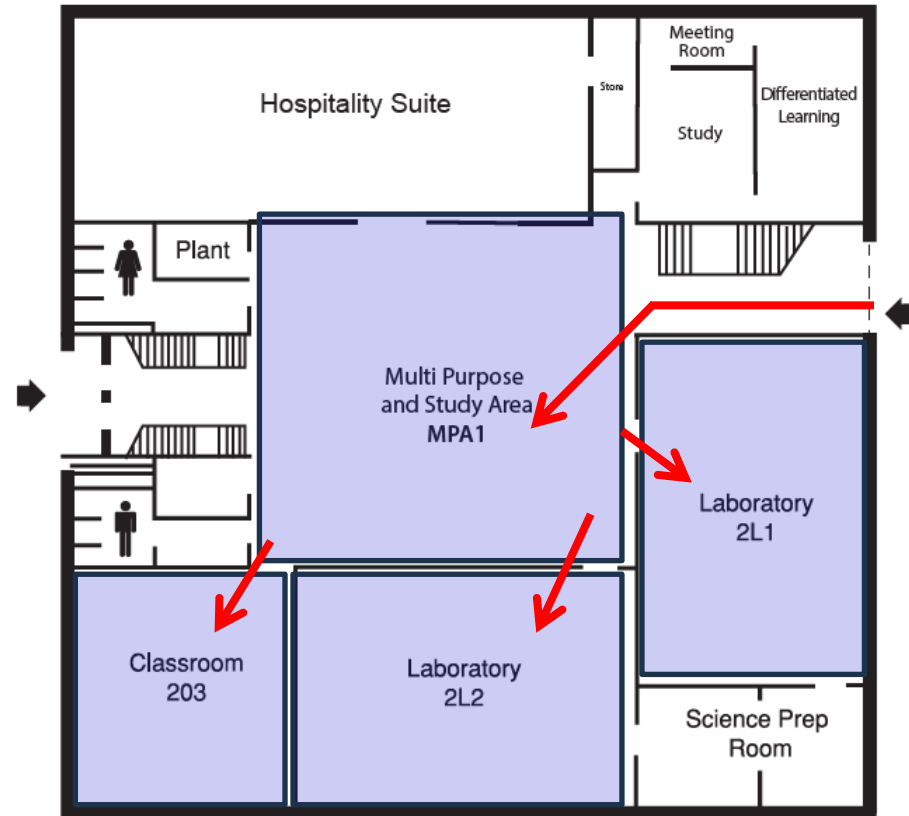 Hospitality Suite
Store
Meeting
Room
Study
Differentiated
Learning
Plant
Multi Purpose
and Study Area
MPA1
Laboratory
2L1
Classroom
203
Laboratory
2L2
Science Prep
Room